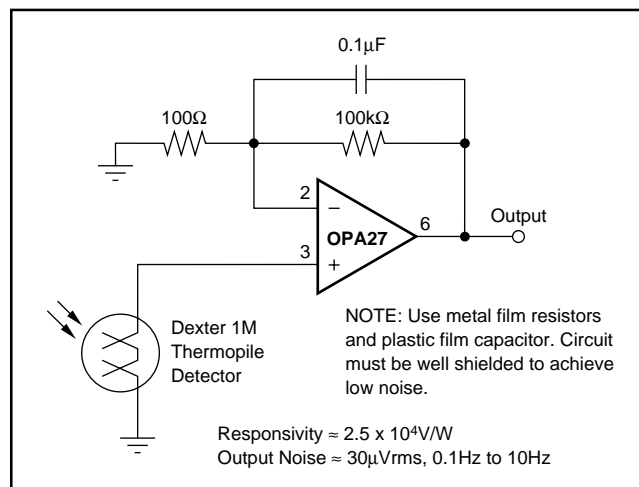 0.1μF
100Ω
100kΩ
2
–
OPA27
6
Output
3
+
Dexter 1M
Thermopile
Detector
NOTE: Use metal film resistors
and plastic film capacitor. Circuit
must be well shielded to achieve
low noise.
Responsivity ≈ 2.5 x 10⁴V/W
Output Noise ≈ 30μVrms, 0.1Hz to 10Hz